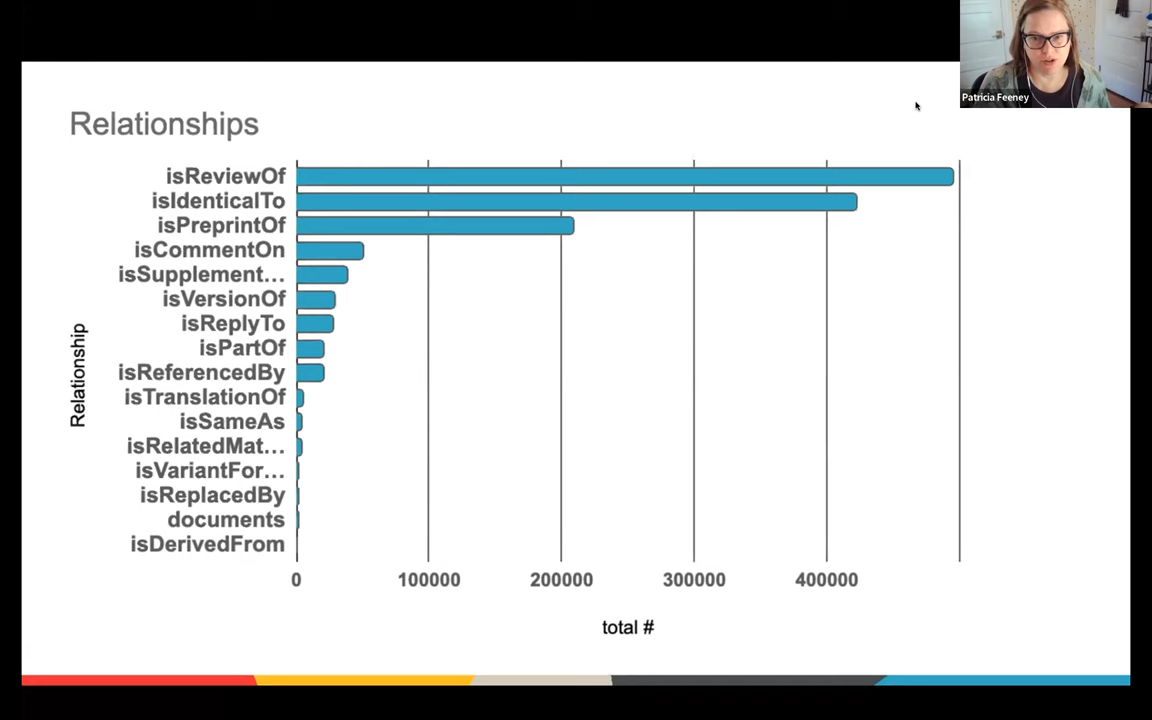 Patricia Feeney
Relationships
Relationship
isReviewOf
isIdenticalTo
isPreprintOf
isCommentOn
isSupplement…
isVersionOf
isReplyTo
isPartOf
isReferencedBy
isTranslationOf
isSameAs
isRelatedMat…
isVariantFor…
isReplacedBy
documents
isDerivedFrom
0 100000 200000 300000 400000
total #